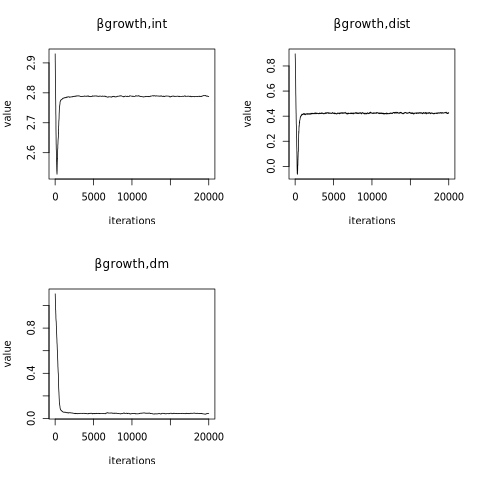 βgrowth,int
value
2.6 2.7 2.8 2.9
0 5000 10000 20000
iterations
βgrowth,dist
value
0.0 0.2 0.4 0.6 0.8
0 5000 10000 20000
iterations
βgrowth,dm
value
0.0 0.4 0.8
0 5000 10000 20000
iterations